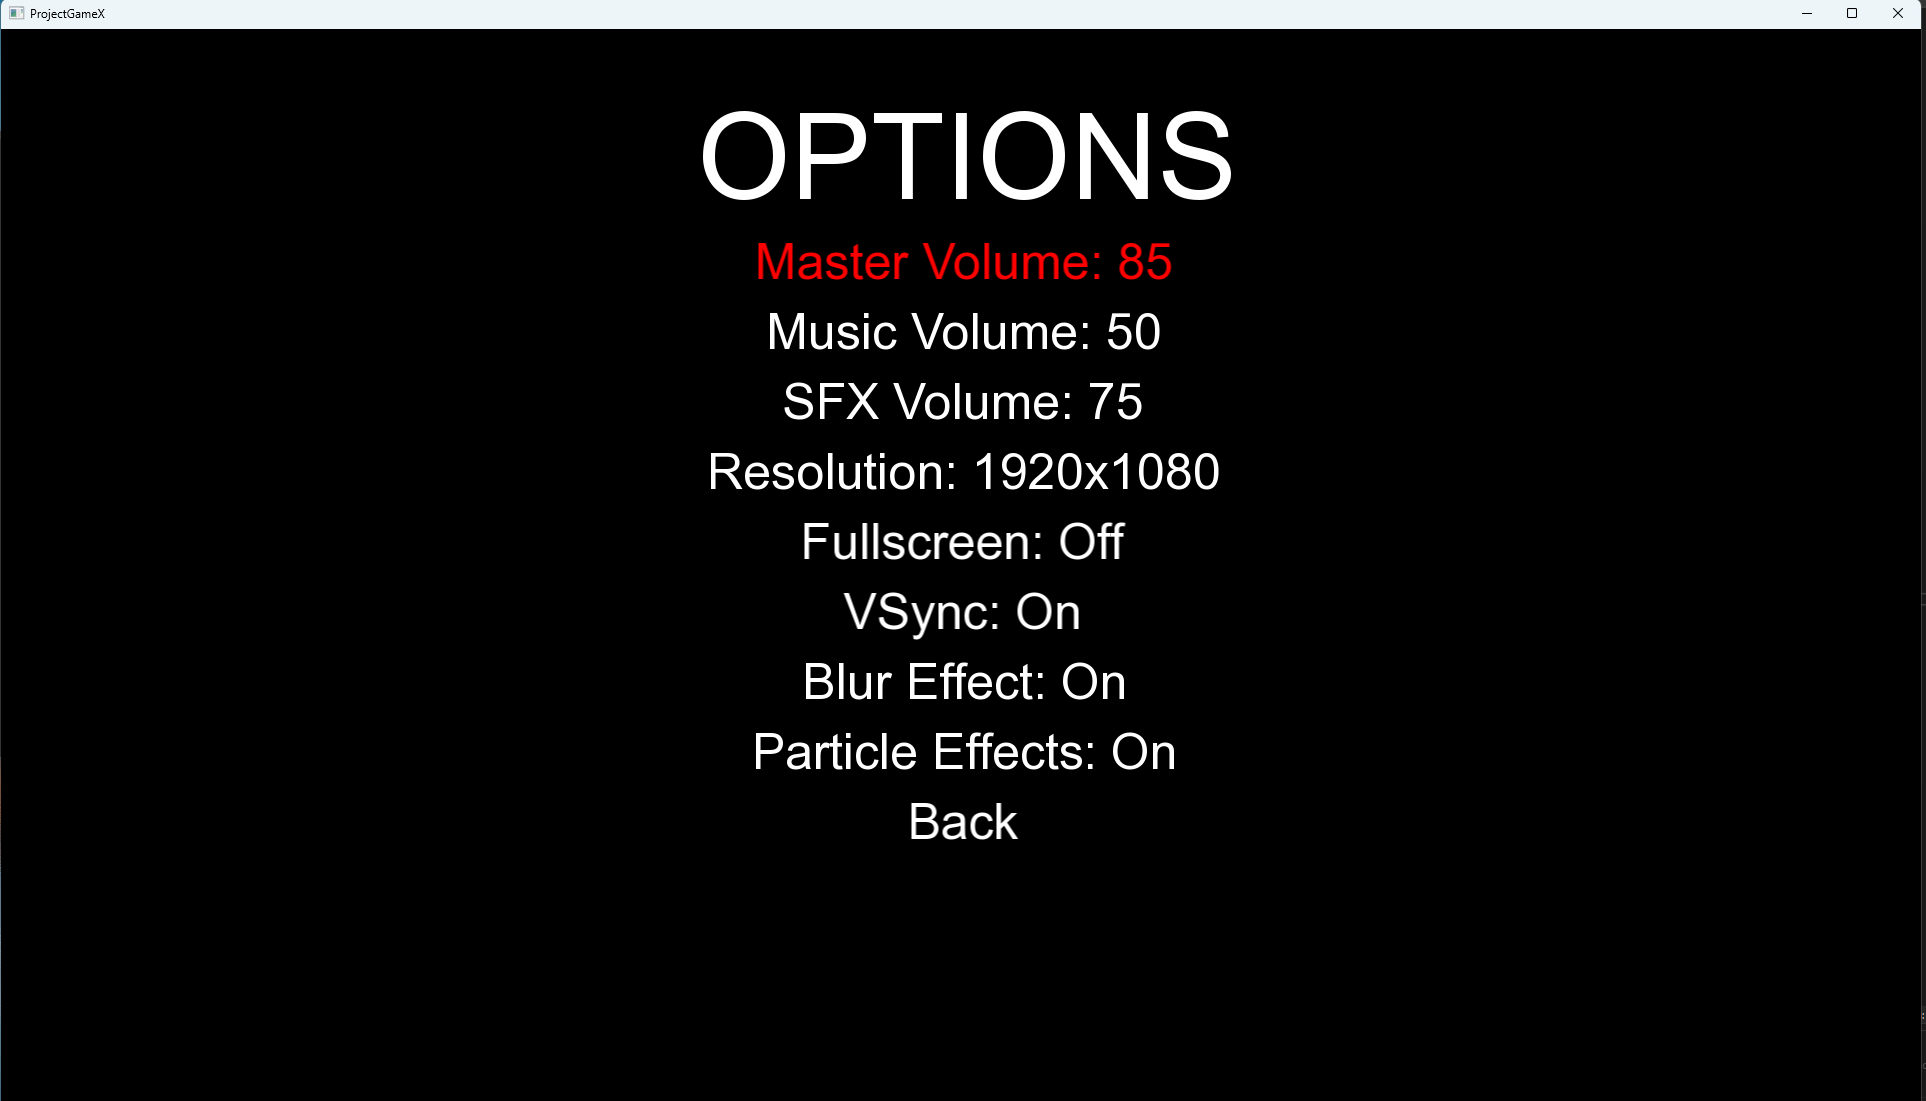 ProjectGameX
OPTIONS
Master Volume: 85
Music Volume: 50
SFX Volume: 75
Resolution: 1920x1080
Fullscreen: Off
VSync: On
Blur Effect: On
Particle Effects: On
Back